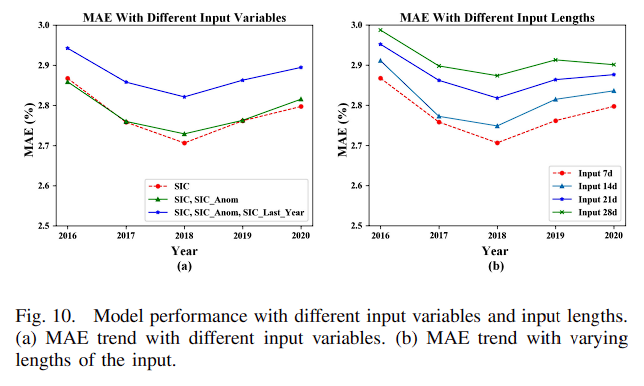 MAE With Different Input Variables
3.0
2.9
2.8
2.7
2.6
2.5
MAE (%)
SIC
SIC, SIC_Anom
SIC, SIC_Anom, SIC_Last_Year
2016 2017 2018 2019 2020
Year
(a)
MAE With Different Input Lengths
3.0
2.9
2.8
2.7
2.6
2.5
MAE (%)
Input 7d
Input 14d
Input 21d
Input 28d
2016 2017 2018 2019 2020
Year
(b)
Fig. 10. Model performance with different input variables and input lengths.
(a) MAE trend with different input variables. (b) MAE trend with varying
lengths of the input.